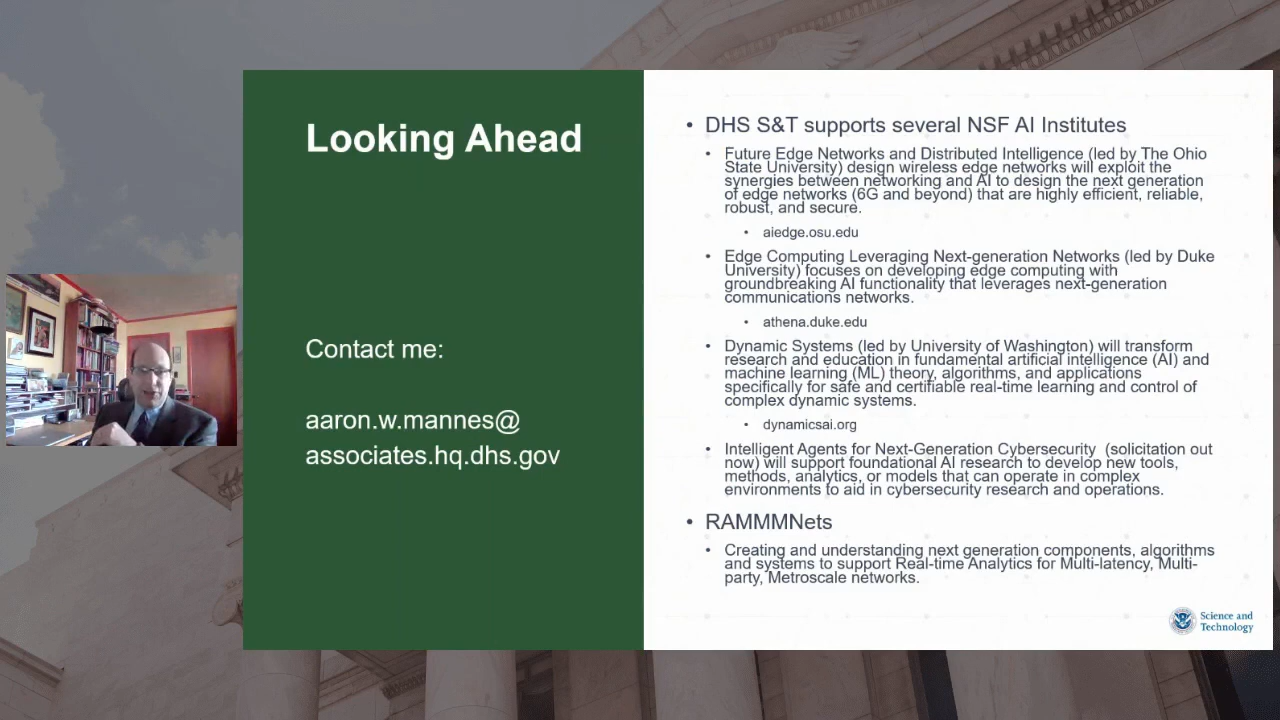 Looking Ahead
Contact me:
aaron.w.mannes@
associates.hq.dhs.gov
• DHS S&T supports several NSF AI Institutes
• Future Edge Networks and Distributed Intelligence (led by The Ohio
State University) design wireless edge networks will exploit the
synergies between networking and AI to design the next generation
of edge networks (6G and beyond) that are highly efficient, reliable,
robust, and secure.
• aiedge.osu.edu
• Edge Computing Leveraging Next-generation Networks (led by Duke
University) focuses on developing edge computing with
groundbreaking AI functionality that leverages next-generation
communications networks.
• athena.duke.edu
• Dynamic Systems (led by University of Washington) will transform
research and education in fundamental artificial intelligence (AI) and
machine learning (ML) theory, algorithms, and applications
specifically for safe and certifiable real-time learning and control of
complex dynamic systems.
• dynamicsai.org
• Intelligent Agents for Next-Generation Cybersecurity (solicitation out
now) will support foundational AI research to develop new tools,
methods, analytics, or models that can operate in complex
environments to aid in cybersecurity research and operations.
• RAMMMNets
• Creating and understanding next generation components, algorithms
and systems to support Real-time Analytics for Multi-latency, Multi-
party, Metroscale networks.
Science and
Technology